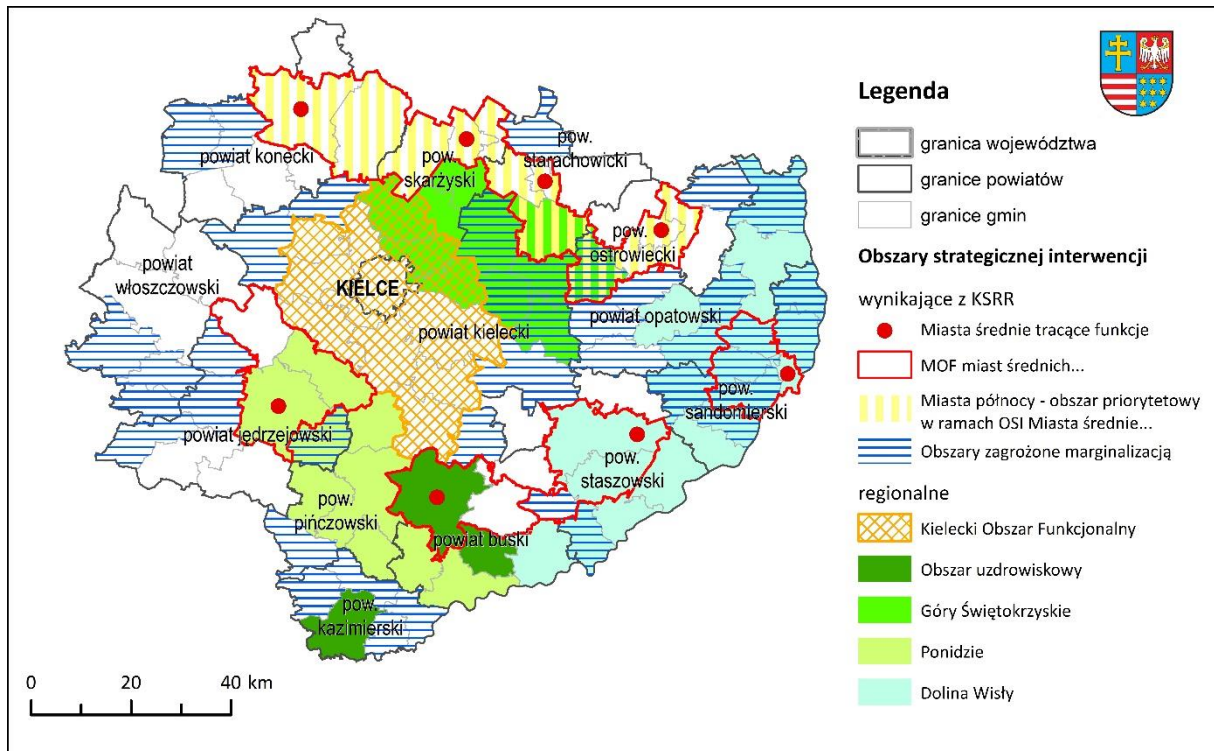 powiat konecki
pow.
skarżyski
pow.
starachowicki
pow.
ostrowiecki
powiat
włoszczowski
KIELCE
powiat kielecki
powiat opatowski
pow.
sandomierski
powiat jędrzejowski
pow.
staszowski
pow.
pińczowski
powiat buski
pow.
kazimierski
0 20 40 km
Legenda
granica województwa
granice powiatów
granice gmin
Obszary strategicznej interwencji
wynikające z KSRR
Miasta średnie tracące funkcje
MOF miast średnich...
Miasta północy - obszar priorytetowy
w ramach OSI Miasta średnie...
Obszary zagrożone marginalizacją
regionalne
Kielecki Obszar Funkcjonalny
Obszar uzdrowiskowy
Góry Świętokrzyskie
Ponidzie
Dolina Wisły